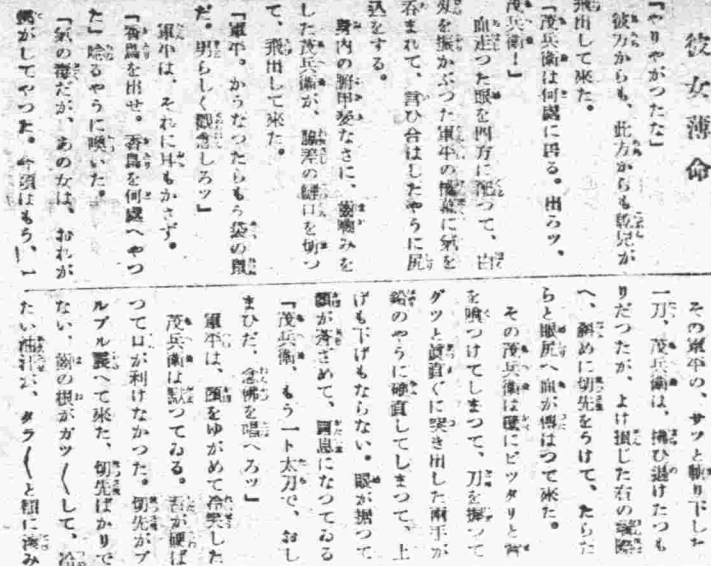 彼女薄命
「やりやがつたな」
彼方からも、此方からも乾兒が
飛出して來た。
「茂兵衞は何處に居る。出ろツ、
茂兵衞！」
血走つた眼を四方に配つて、白
刄を振かぶつた軍平の權幕に氣を
呑まれて、言ひ合はしたやうに尻
込をする。
身内の腑甲斐なさに、齒噛みを
した茂兵衞が、脇差の鯉口を切つ
て、飛出して來た。
「軍平。かうなつたらもう袋の鼠
だ。男らしく觀念しろツ」
軍平は、それに耳もかさず。
「香鳥を出せ。香鳥を何處へやつ
た」唸るやうに喚いた。
「氣の毒だが、あの女は、おれが
がしてやつた。今頃はもう、一
その軍平の、サツと斬り下した
一刀、茂兵衞は、拂ひ退けたつも
りだつたが、よけ損じた右の際
へ、斜めに切先をうけて、たらた
らと眼尻へ血が傳はつて來た。
その茂兵衞は壁にピツタリと背
を喰つけてしまつて、刀を握つて
グツと眞直ぐに突き出した兩手が
鉛のやうに硬直してしまつて、上
げも下げもならない。眼が据つて
顏が蒼ざめて、肩息になつてゐる
「茂兵衞、もう一ト太刀で、おし
まひだ、念佛を唱へろツ」
軍平は、顏をゆがめて冷笑した
茂兵衞は默つてゐる。舌が硬ば
つて口が利けなかつた。切先がブ
ルブル震へて來た、切先ばかりで
ない、齒の根がガツ〱して、冷
たい油汗が、タラ〱と額に滲み